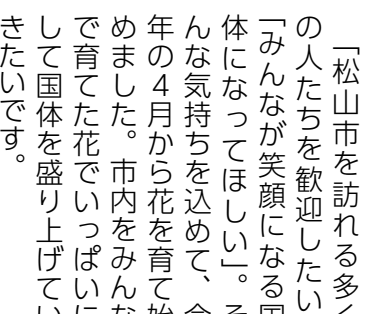 「松山市を訪れる多く
の人たちを歓迎したい
「みんなが笑顔になる国
体になってほしい」。そ
んな気持ちを込めて、今
年の4月から花を育て始
めました。市内をみんな
で育てた花でいっぱいに
して国体を盛り上げてい
きたいです。